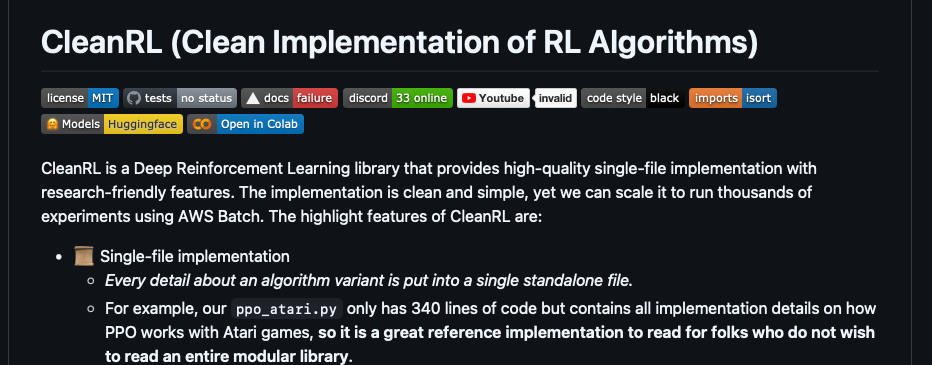 CleanRL (Clean Implementation of RL Algorithms)
license MIT tests no status docs failure discord 33 online Youtube invalid code style black imports isort
Models Huggingface Open in Colab
CleanRL is a Deep Reinforcement Learning library that provides high-quality single-file implementation with
research-friendly features. The implementation is clean and simple, yet we can scale it to run thousands of
experiments using AWS Batch. The highlight features of CleanRL are:
• Single-file implementation
◦ Every detail about an algorithm variant is put into a single standalone file.
◦ For example, our ppo_atari.py only has 340 lines of code but contains all implementation details on how
PPO works with Atari games, so it is a great reference implementation to read for folks who do not wish
to read an entire modular library.